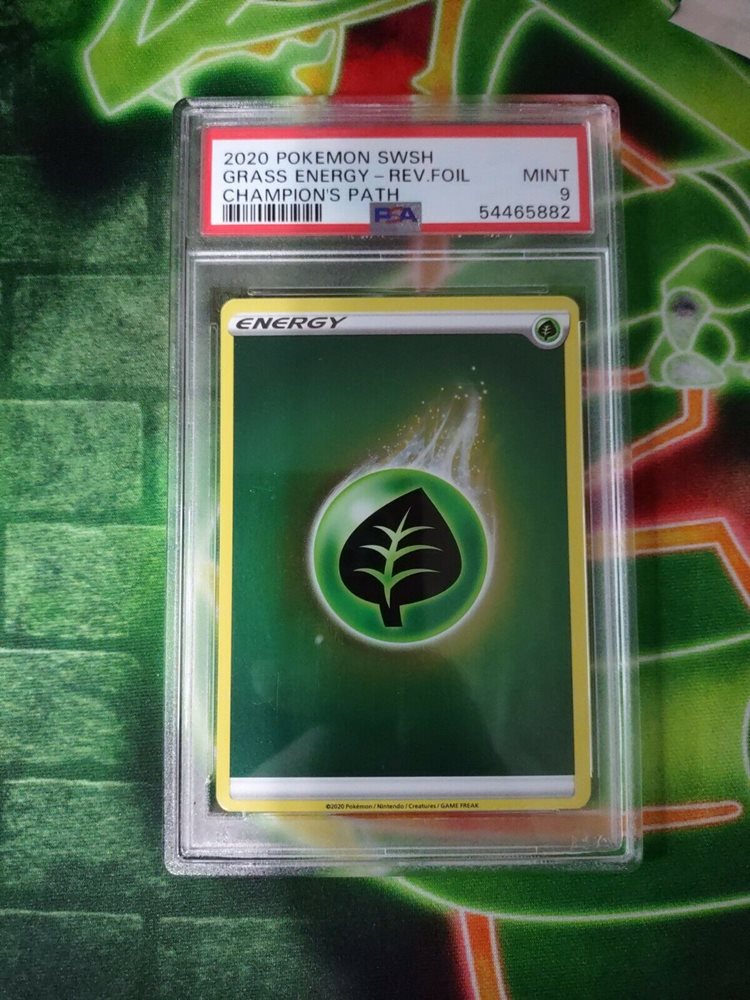 2020 POKEMON SWSH
GRASS ENERGY - REV.FOIL MINT
CHAMPION'S PATH 9
PSA 54465882
ENERGY
©2020 Pokémon / Nintendo / Creatures / GAME FREAK